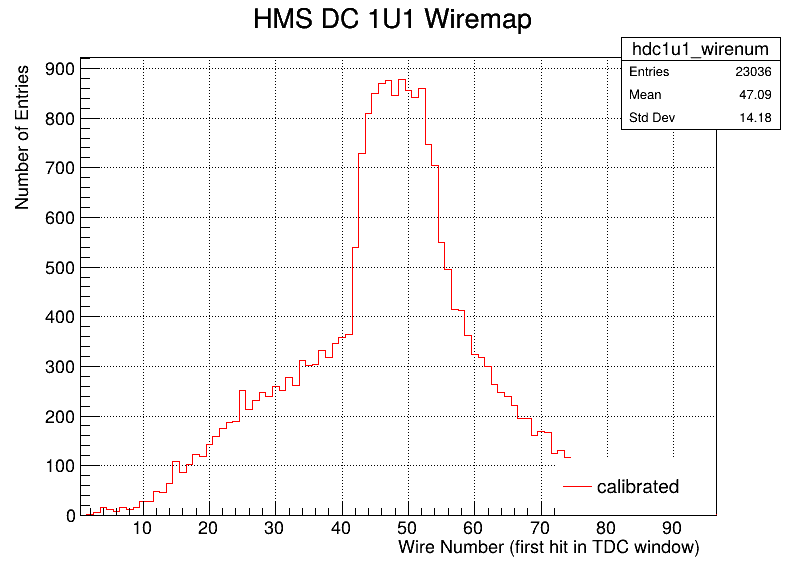 HMS DC 1U1 Wiremap
hdc1u1_wirenum
Entries 23036
Mean 47.09
Std Dev 14.18
Number of Entries
900
800
700
600
500
400
300
200
100
0
calibrated
10 20 30 40 50 60 70 80 90
Wire Number (first hit in TDC window)